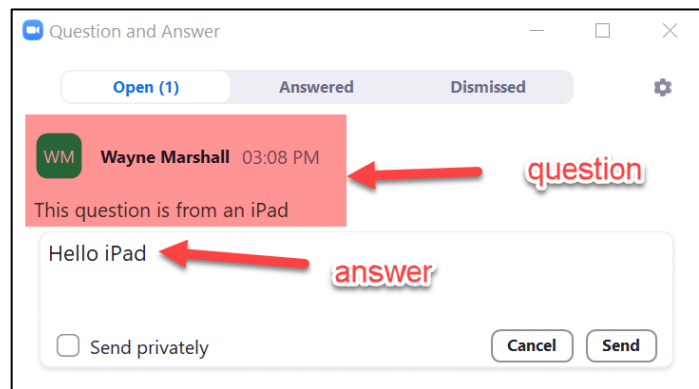 Question and Answer
Open (1) Answered Dismissed
WM Wayne Marshall 03:08 PM
question
This question is from an iPad
Hello iPad
answer
Send privately Cancel Send